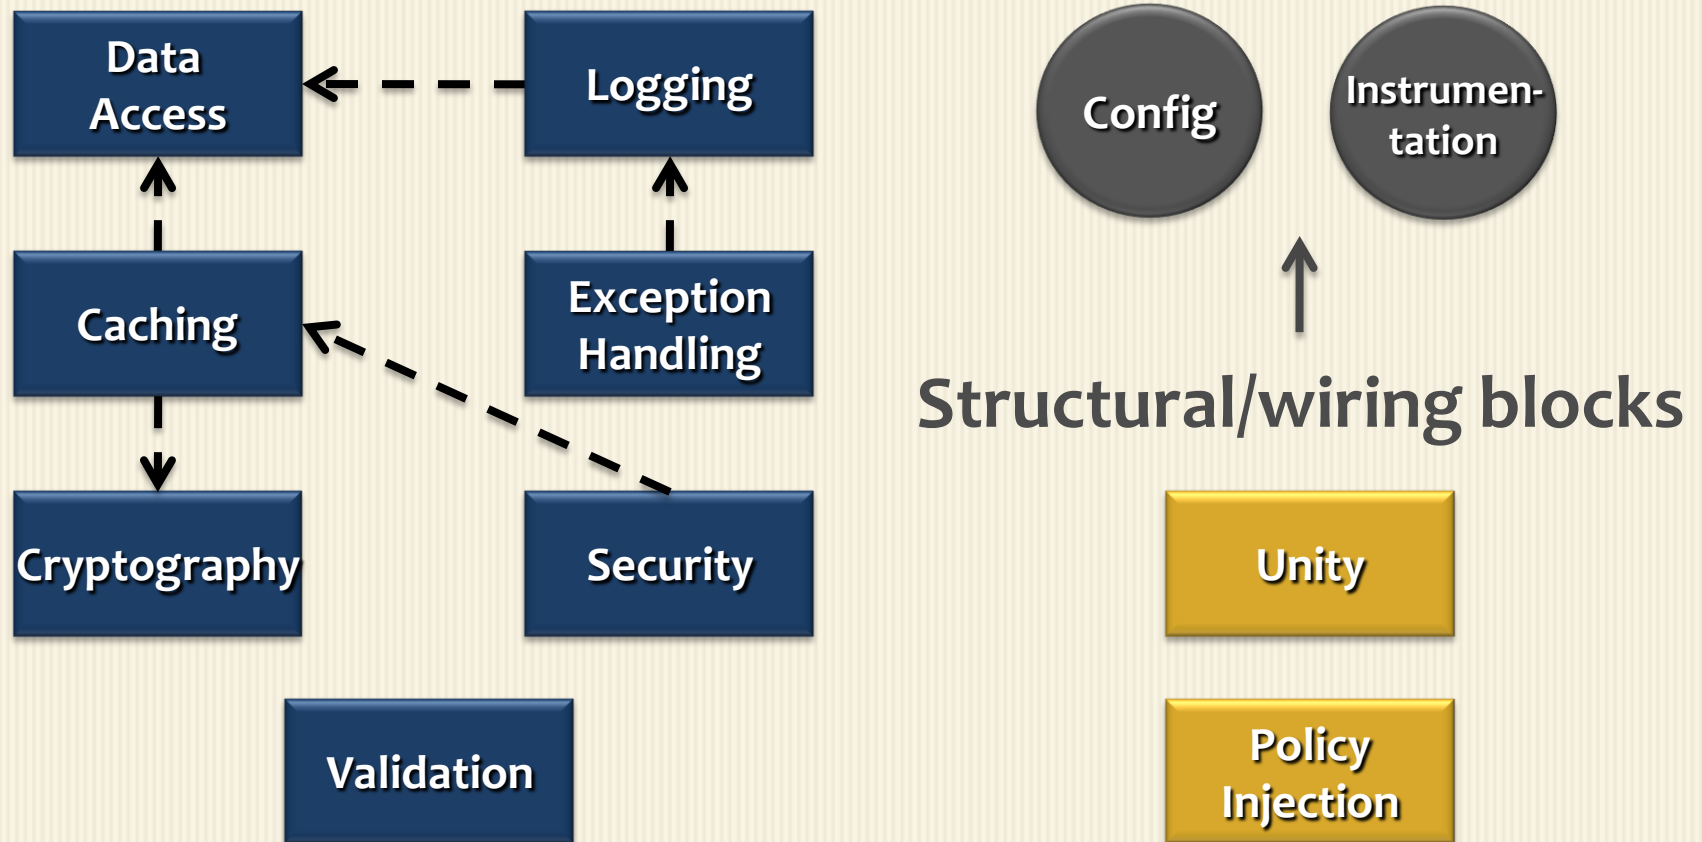 Data
Access
Logging
Config
Instrumen-
tation
Caching
Exception
Handling
Structural/wiring blocks
Cryptography
Security
Unity
Validation
Policy
Injection